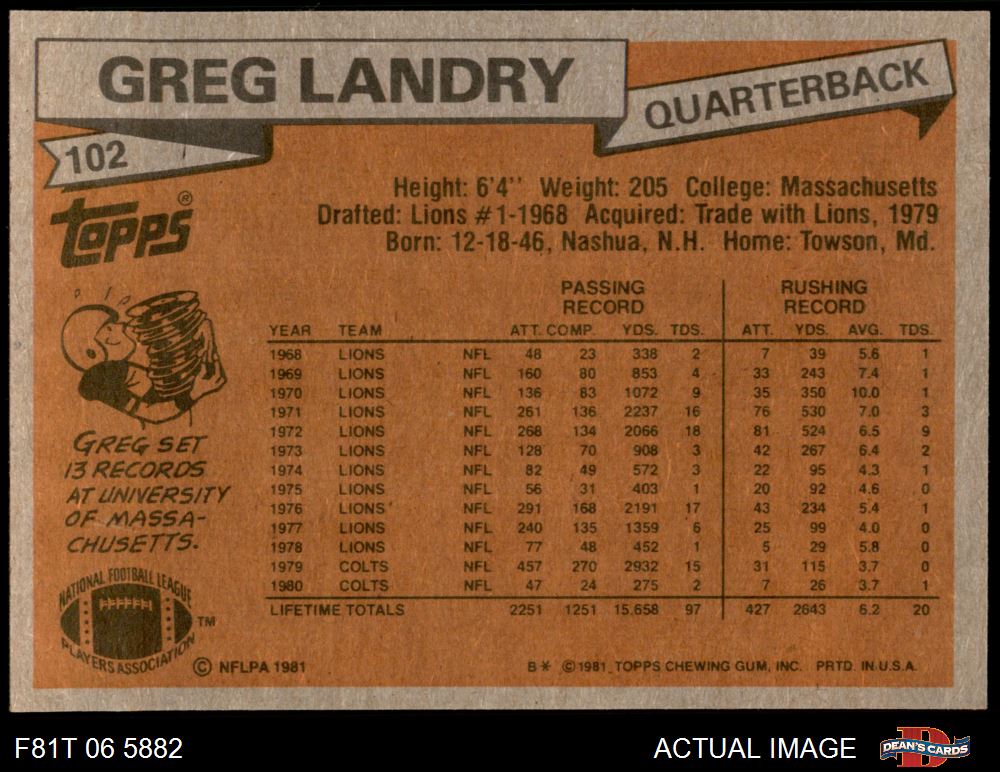 GREG LANDRY
QUARTERBACK
102
TOPPS®
Height: 6'4'' Weight: 205 College: Massachusetts
Drafted: Lions #1-1968 Acquired: Trade with Lions, 1979
Born: 12-18-46, Nashua, N.H. Home: Towson, Md.
PASSING RECORD RUSHING RECORD
YEAR TEAM ATT. COMP. YDS. TDS. ATT. YDS. AVG. TDS.
1968 LIONS NFL 48 23 338 2 7 39 5.6 1
1969 LIONS NFL 160 80 853 4 33 243 7.4 1
1970 LIONS NFL 136 83 1072 9 35 350 10.0 1
1971 LIONS NFL 261 136 2237 16 76 530 7.0 3
1972 LIONS NFL 268 134 2066 18 81 524 6.5 9
1973 LIONS NFL 128 70 908 3 42 267 6.4 2
1974 LIONS NFL 82 49 572 3 22 95 4.3 1
1975 LIONS NFL 56 31 403 1 20 92 4.6 0
1976 LIONS NFL 291 168 2191 17 43 234 5.4 1
1977 LIONS NFL 240 135 1359 6 25 99 4.0 0
1978 LIONS NFL 77 48 452 1 5 29 5.8 0
1979 COLTS NFL 457 270 2932 15 31 115 3.7 0
1980 COLTS NFL 47 24 275 2 7 26 3.7 1
LIFETIME TOTALS 2251 1251 15.658 97 427 2643 6.2 20
GREG SET
13 RECORDS
AT UNIVERSITY
OF MASSA-
CHUSETTS.
NATIONAL FOOTBALL LEAGUE
PLAYERS ASSOCIATION
TM
© NFLPA 1981
B* ©1981 TOPPS CHEWING GUM, INC. PRTD. IN U.S.A.
F81T 06 5882
ACTUAL IMAGE
D
DEAN'S CARDS